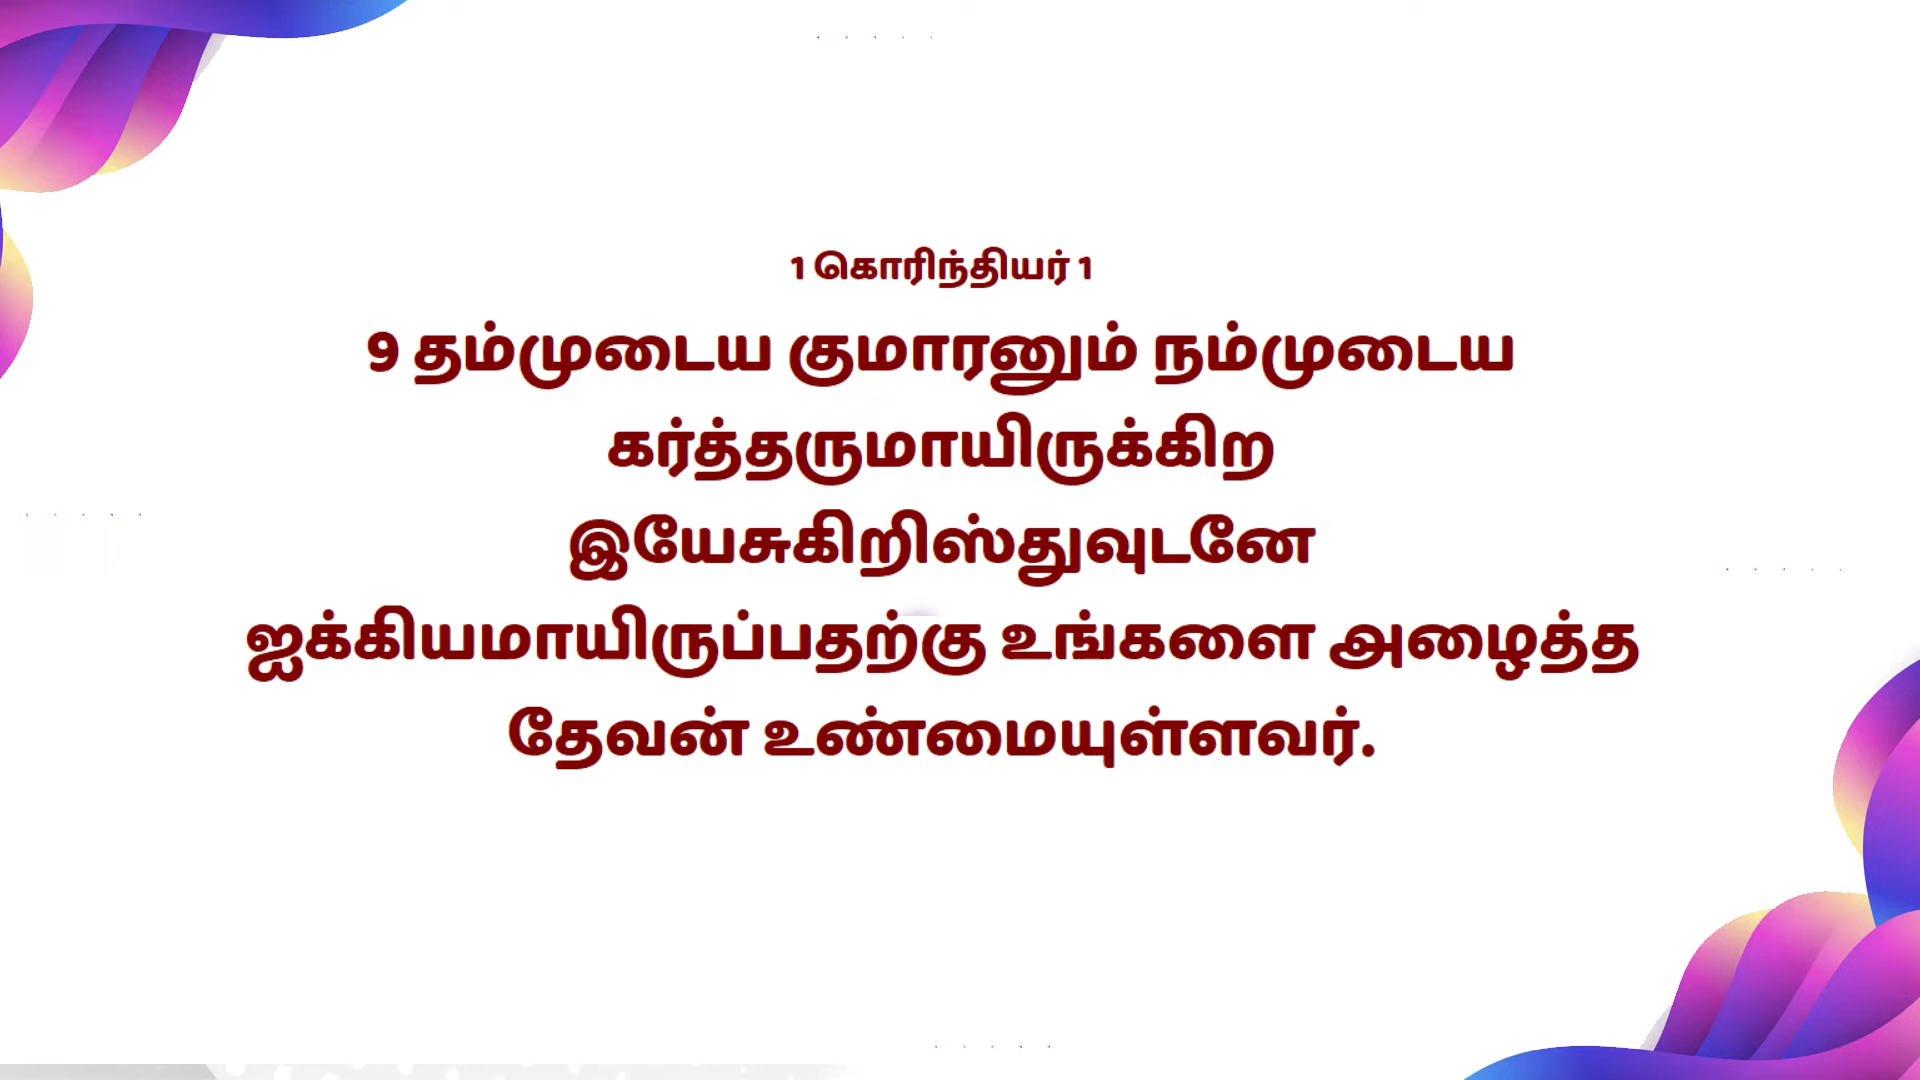 1 கொரிந்தியர் 1
9 தம்முடைய குமாரனும் நம்முடைய
கர்த்தருமாயிருக்கிற
இயேசுகிறிஸ்துவுடனே
ஐக்கியமாயிருப்பதற்கு உங்களை அழைத்த
தேவன் உண்மையுள்ளவர்.